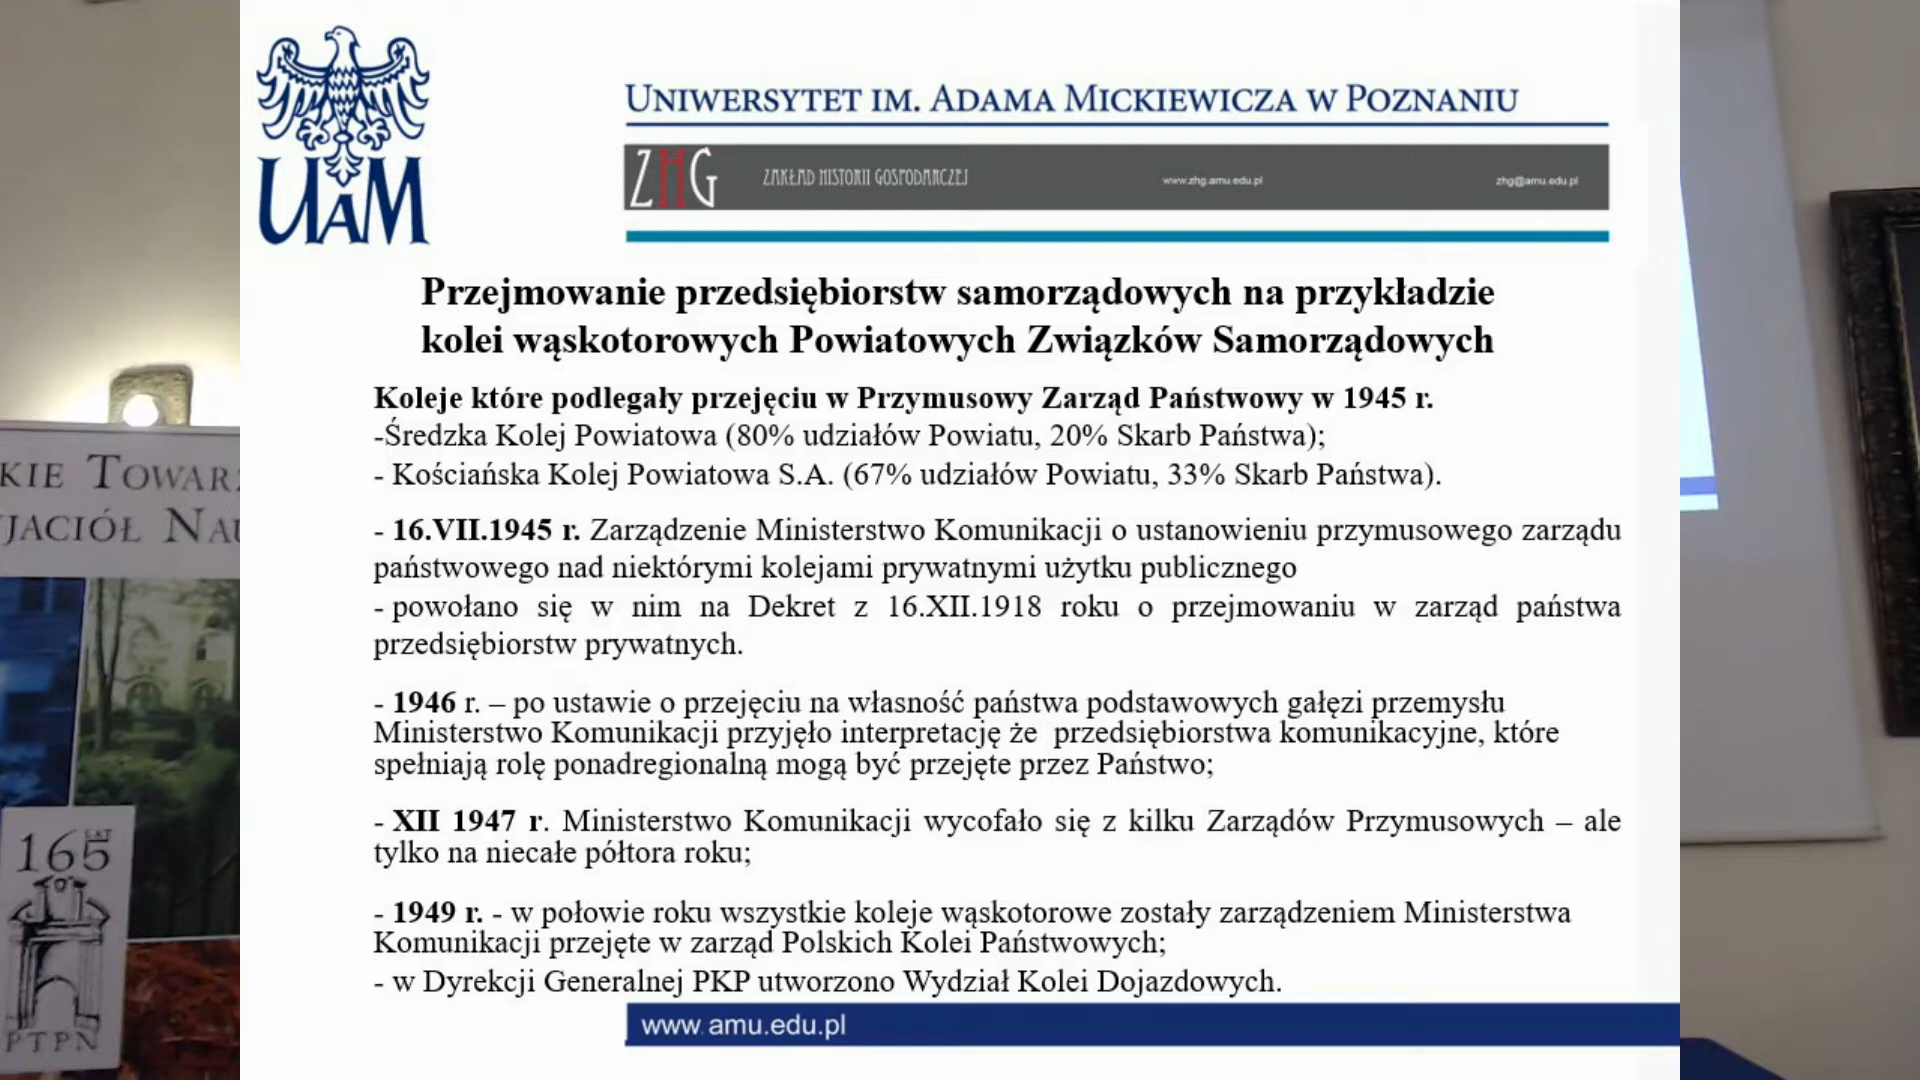 UNIWERSYTET IM. ADAMA MICKIEWICZA W POZNANIU
ZHG ZAKŁAD HISTORII GOSPODARCZEJ www.zhg.amu.edu.pl zhg@amu.edu.pl
UAM
Przejmowanie przedsiębiorstw samorządowych na przykładzie
kolei wąskotorowych Powiatowych Związków Samorządowych
Koleje które podlegały przejęciu w Przymusowy Zarząd Państwowy w 1945 r.
-Średzka Kolej Powiatowa (80% udziałów Powiatu, 20% Skarb Państwa);
- Kościańska Kolej Powiatowa S.A. (67% udziałów Powiatu, 33% Skarb Państwa).
- 16.VII.1945 r. Zarządzenie Ministerstwo Komunikacji o ustanowieniu przymusowego zarządu
państwowego nad niektórymi kolejami prywatnymi użytku publicznego
- powołano się w nim na Dekret z 16.XII.1918 roku o przejmowaniu w zarząd państwa
przedsiębiorstw prywatnych.
- 1946 r. – po ustawie o przejęciu na własność państwa podstawowych gałęzi przemysłu
Ministerstwo Komunikacji przyjęło interpretację że przedsiębiorstwa komunikacyjne, które
spełniają rolę ponadregionalną mogą być przejęte przez Państwo;
- XII 1947 r. Ministerstwo Komunikacji wycofało się z kilku Zarządów Przymusowych – ale
tylko na niecałe półtora roku;
- 1949 r. - w połowie roku wszystkie koleje wąskotorowe zostały zarządzeniem Ministerstwa
Komunikacji przejęte w zarząd Polskich Kolei Państwowych;
- w Dyrekcji Generalnej PKP utworzono Wydział Kolei Dojazdowych.
www.amu.edu.pl
KIE TOWAR
JACIÓŁ NAU
165 LAT
PTPN